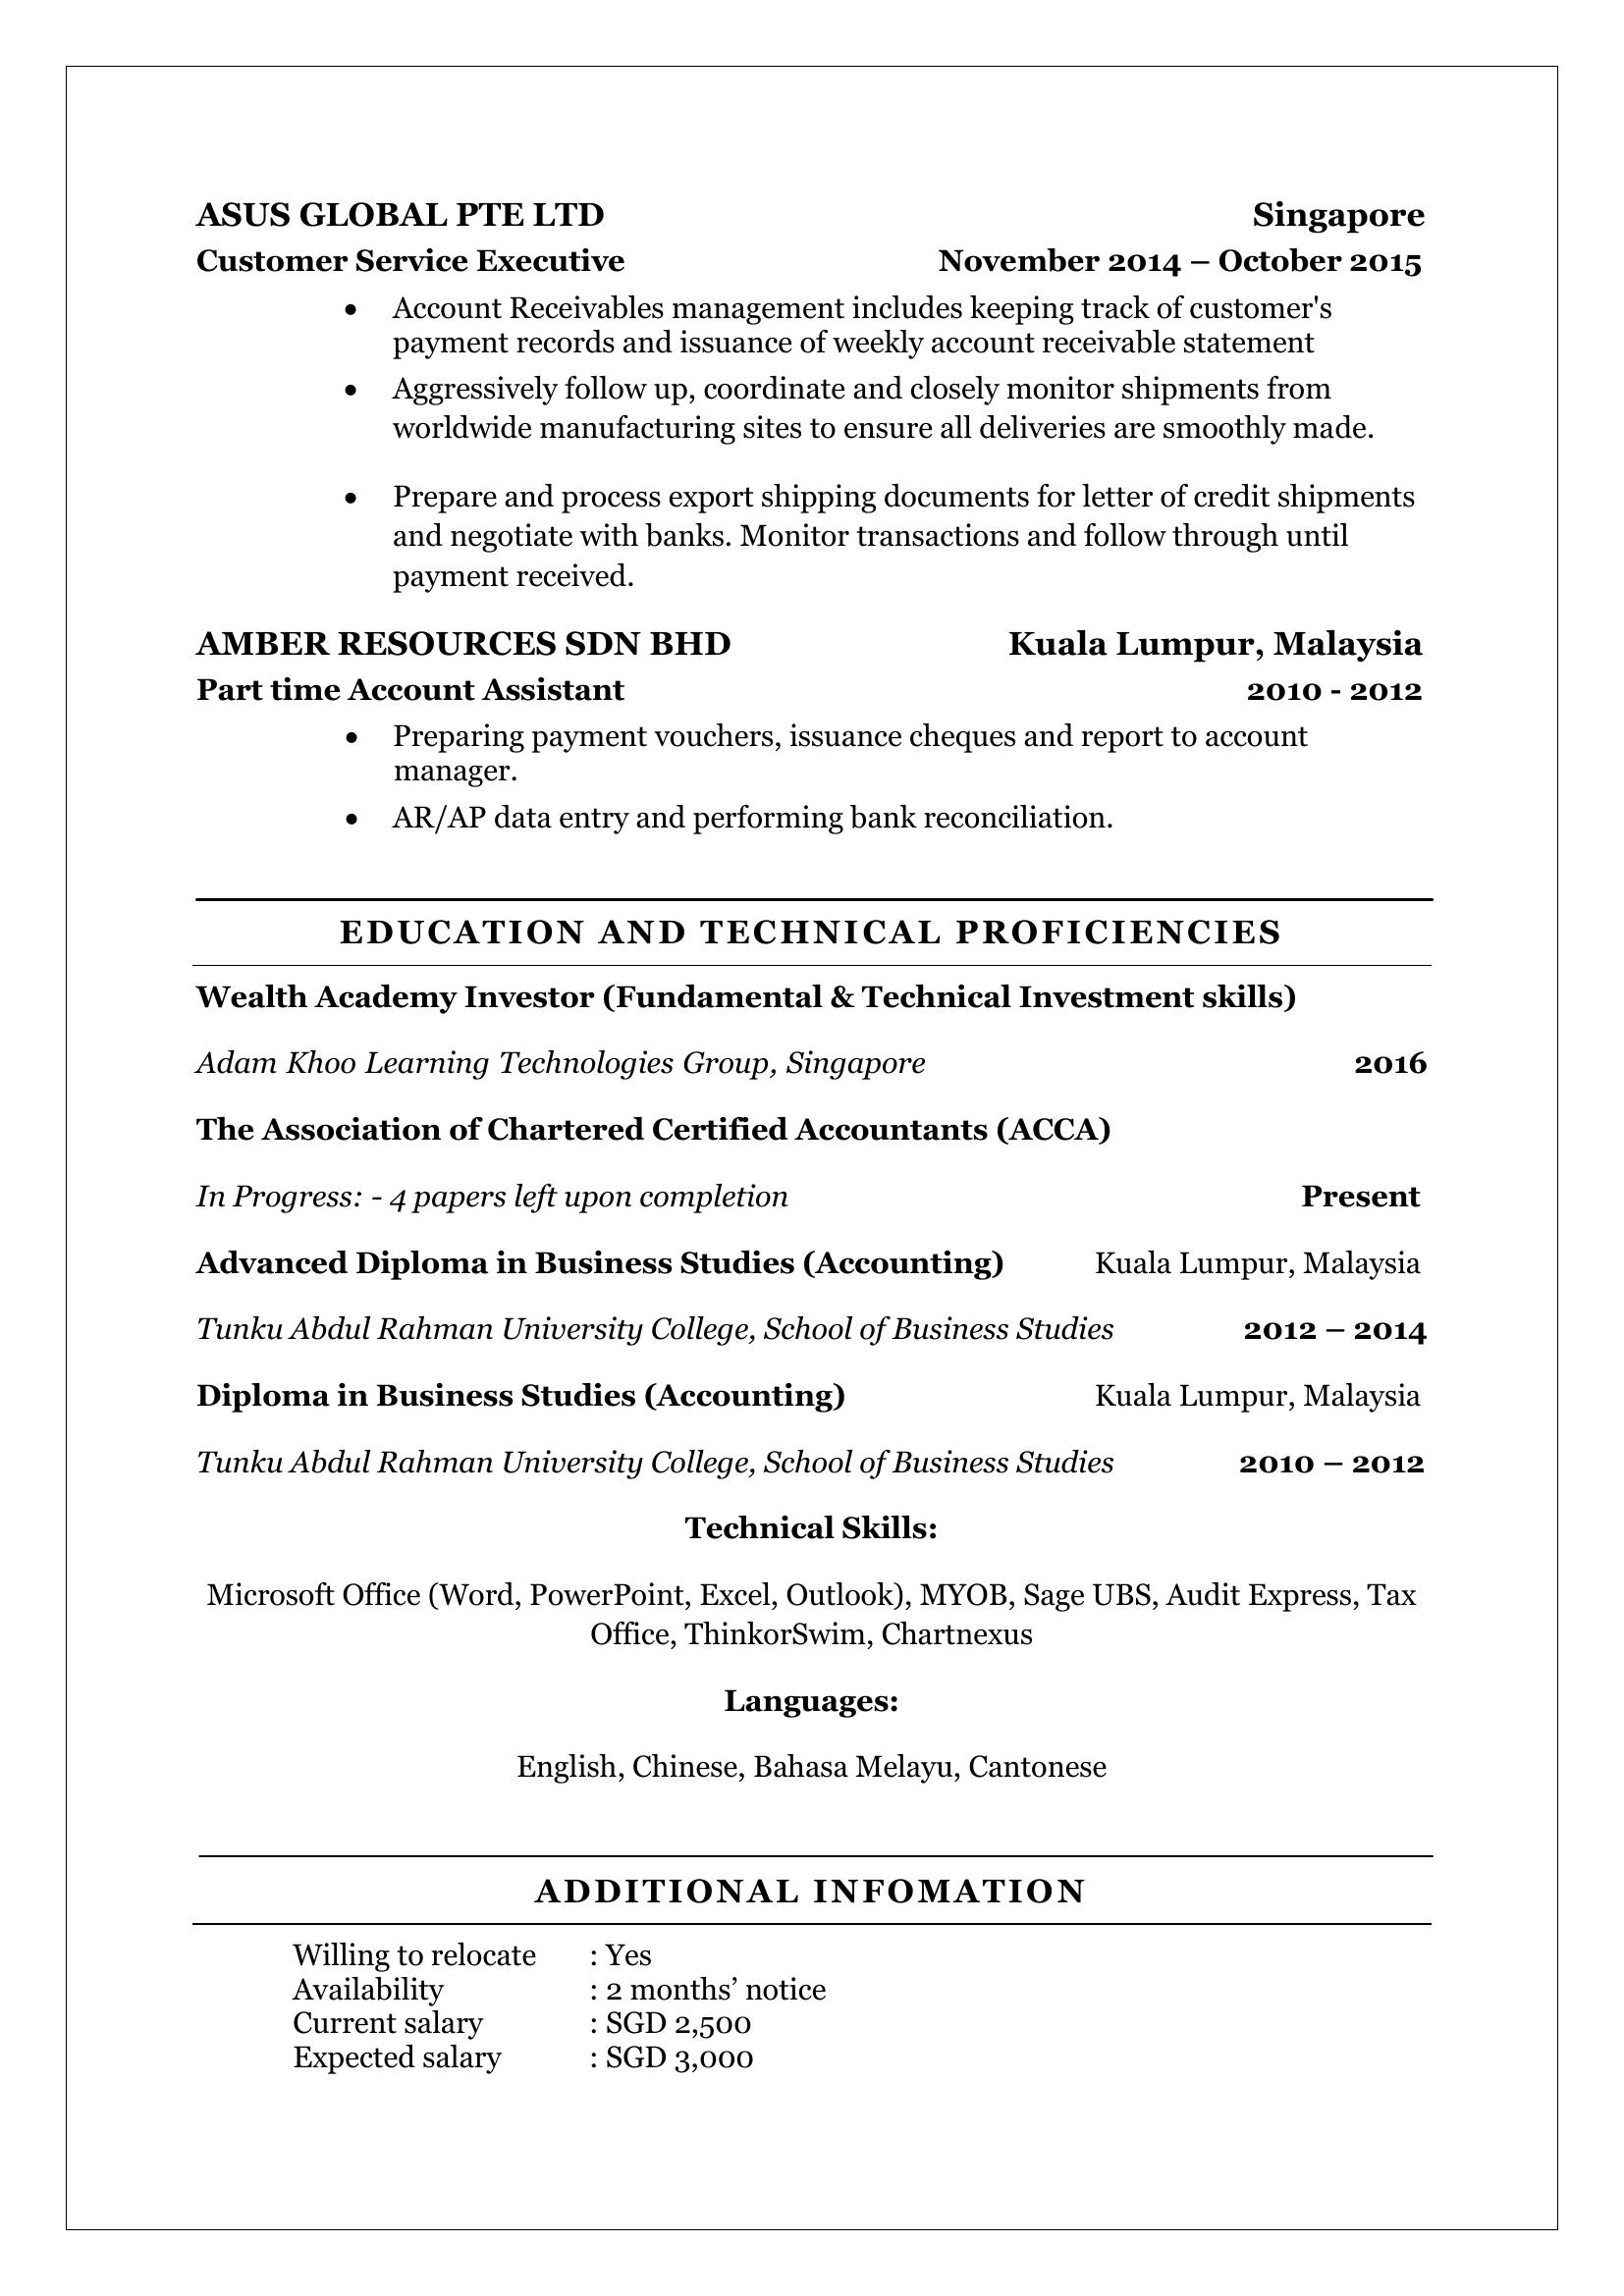 ASUS GLOBAL PTE LTD Singapore
Customer Service Executive November 2014 – October 2015
• Account Receivables management includes keeping track of customer's
payment records and issuance of weekly account receivable statement
• Aggressively follow up, coordinate and closely monitor shipments from
worldwide manufacturing sites to ensure all deliveries are smoothly made.
• Prepare and process export shipping documents for letter of credit shipments
and negotiate with banks. Monitor transactions and follow through until
payment received.
AMBER RESOURCES SDN BHD Kuala Lumpur, Malaysia
Part time Account Assistant 2010 - 2012
• Preparing payment vouchers, issuance cheques and report to account
manager.
• AR/AP data entry and performing bank reconciliation.
EDUCATION AND TECHNICAL PROFICIENCIES
Wealth Academy Investor (Fundamental & Technical Investment skills)
Adam Khoo Learning Technologies Group, Singapore 2016
The Association of Chartered Certified Accountants (ACCA)
In Progress: - 4 papers left upon completion Present
Advanced Diploma in Business Studies (Accounting) Kuala Lumpur, Malaysia
Tunku Abdul Rahman University College, School of Business Studies 2012 – 2014
Diploma in Business Studies (Accounting) Kuala Lumpur, Malaysia
Tunku Abdul Rahman University College, School of Business Studies 2010 – 2012
Technical Skills:
Microsoft Office (Word, PowerPoint, Excel, Outlook), MYOB, Sage UBS, Audit Express, Tax
Office, ThinkorSwim, Chartnexus
Languages:
English, Chinese, Bahasa Melayu, Cantonese
ADDITIONAL INFOMATION
Willing to relocate : Yes
Availability : 2 months’ notice
Current salary : SGD 2,500
Expected salary : SGD 3,000